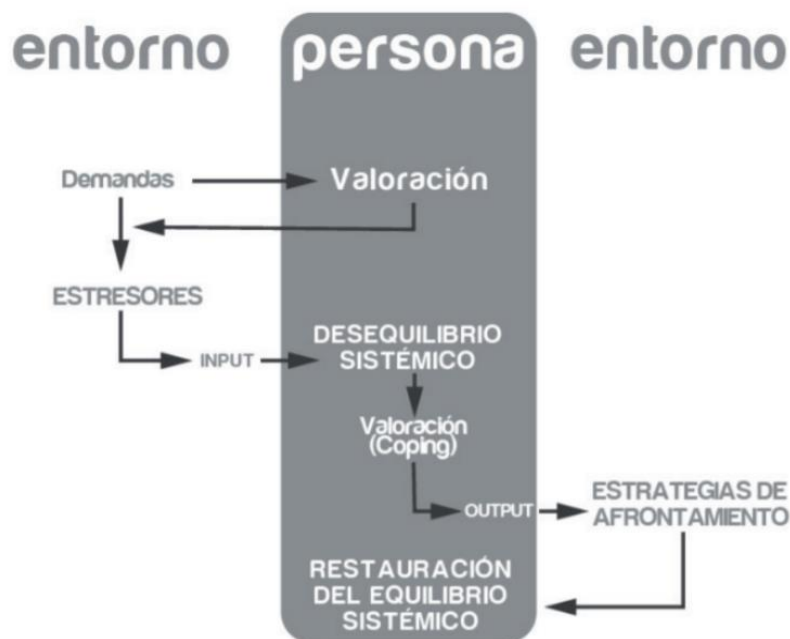 entorno persona entorno
Demandas Valoración
ESTRESORES
INPUT
DESEQUILIBRIO
SISTÉMICO
Valoración
(Coping)
OUTPUT
ESTRATEGIAS DE
AFRONTAMIENTO
RESTAURACIÓN
DEL EQUILIBRIO
SISTÉMICO